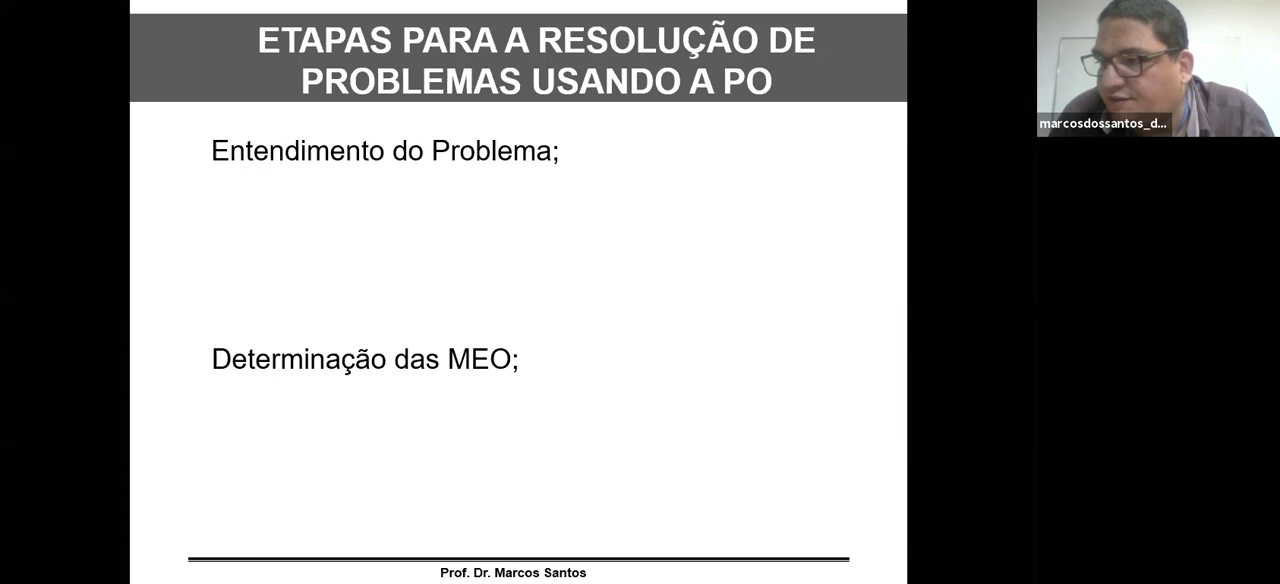 ETAPAS PARA A RESOLUÇÃO DE
PROBLEMAS USANDO A PO
marcosdossantos_d...
Entendimento do Problema;
Determinação das MEO;
Prof. Dr. Marcos Santos